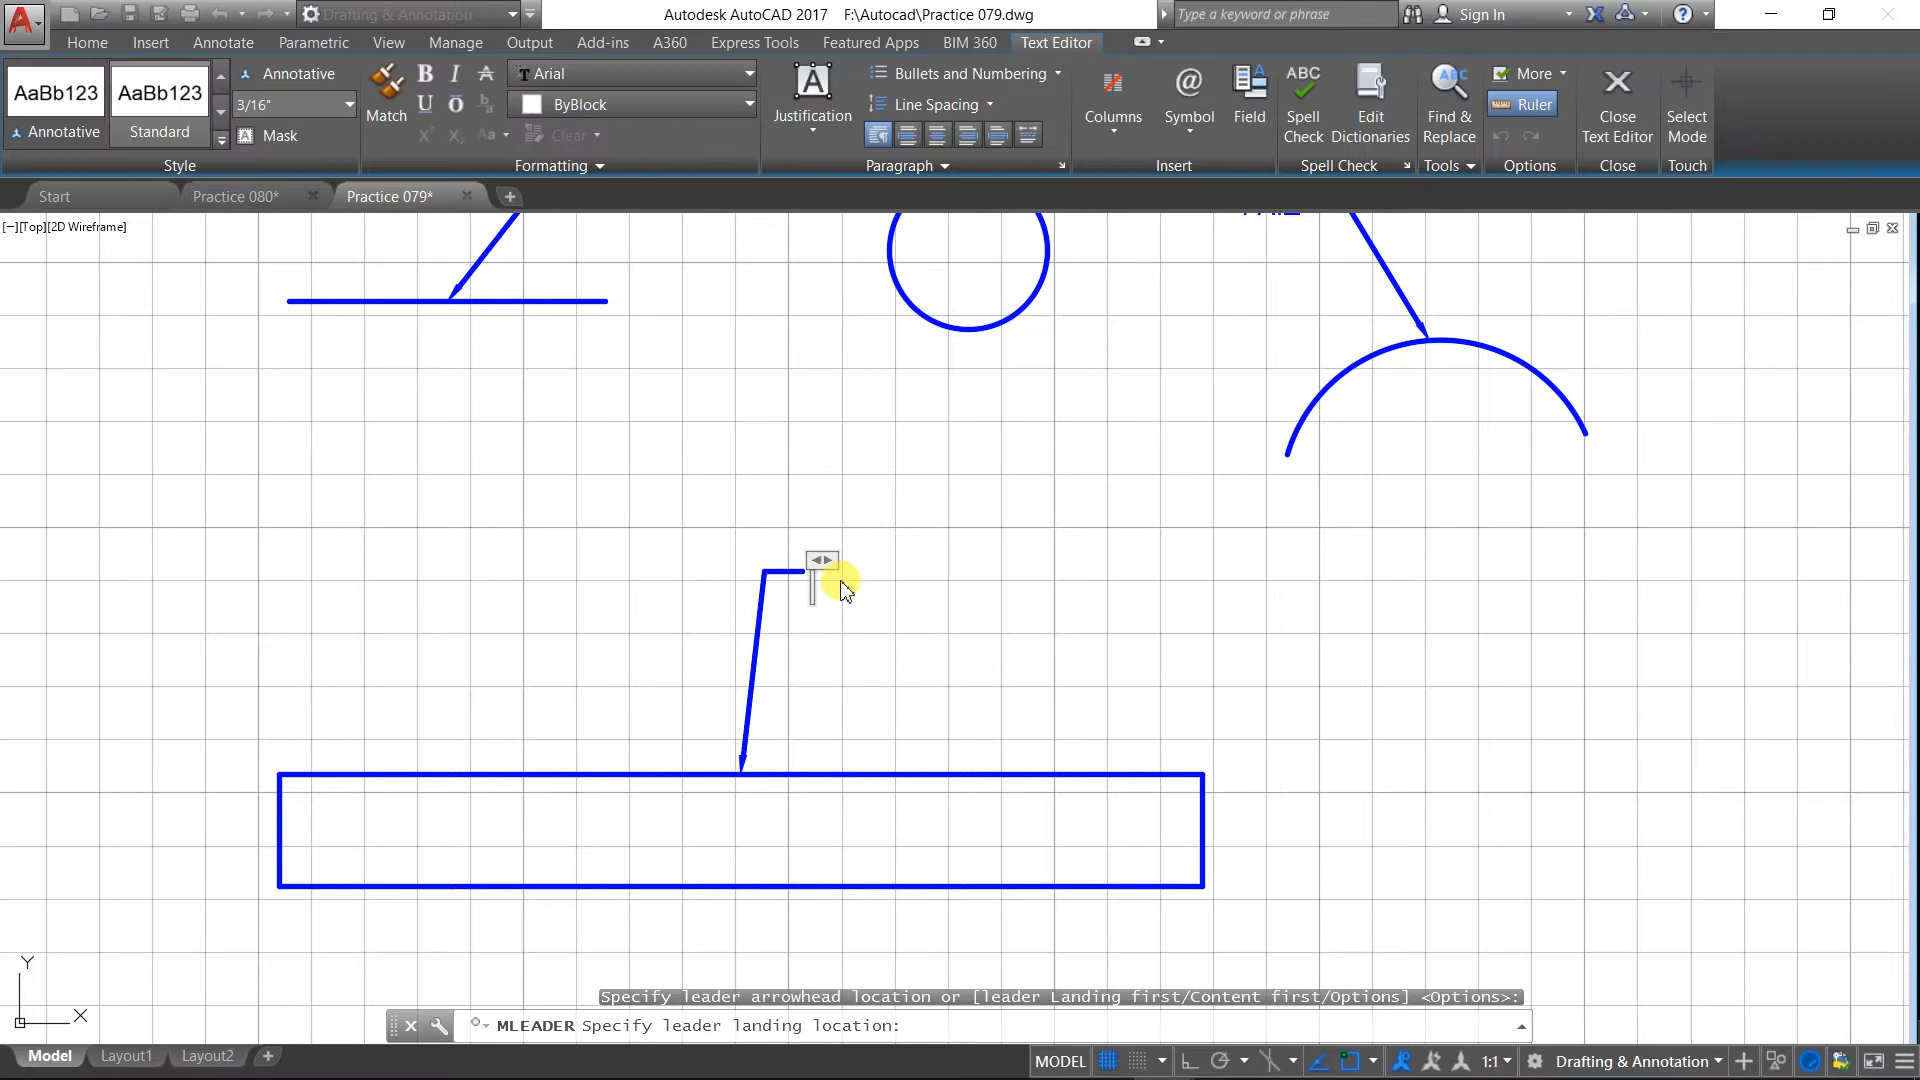 Drafting & Annotation
Autodesk AutoCAD 2017 F:\Autocad\Practice 079.dwg
Type a keyword or phrase
Sign In
Home Insert Annotate Parametric View Manage Output Add-ins A360 Express Tools Featured Apps BIM 360 Text Editor
AaBb123 AaBb123
Annotative
Arial
Bullets and Numbering
More
3/16"
ByBlock
Line Spacing
Ruler
Annotative Standard
Mask
Match
Clear
Justification
Columns
Symbol
Field
Spell Check
Edit Dictionaries
Find & Replace
Close Text Editor
Select Mode
Style Formatting Paragraph Insert Spell Check Tools Options Close Touch
Start Practice 080* Practice 079*
[−][Top][2D Wireframe]
Y
X
Specify leader arrowhead location or [leader Landing first/Content first/Options] <Options>:
MLEADER Specify leader landing location:
Model Layout1 Layout2
MODEL 1:1 Drafting & Annotation